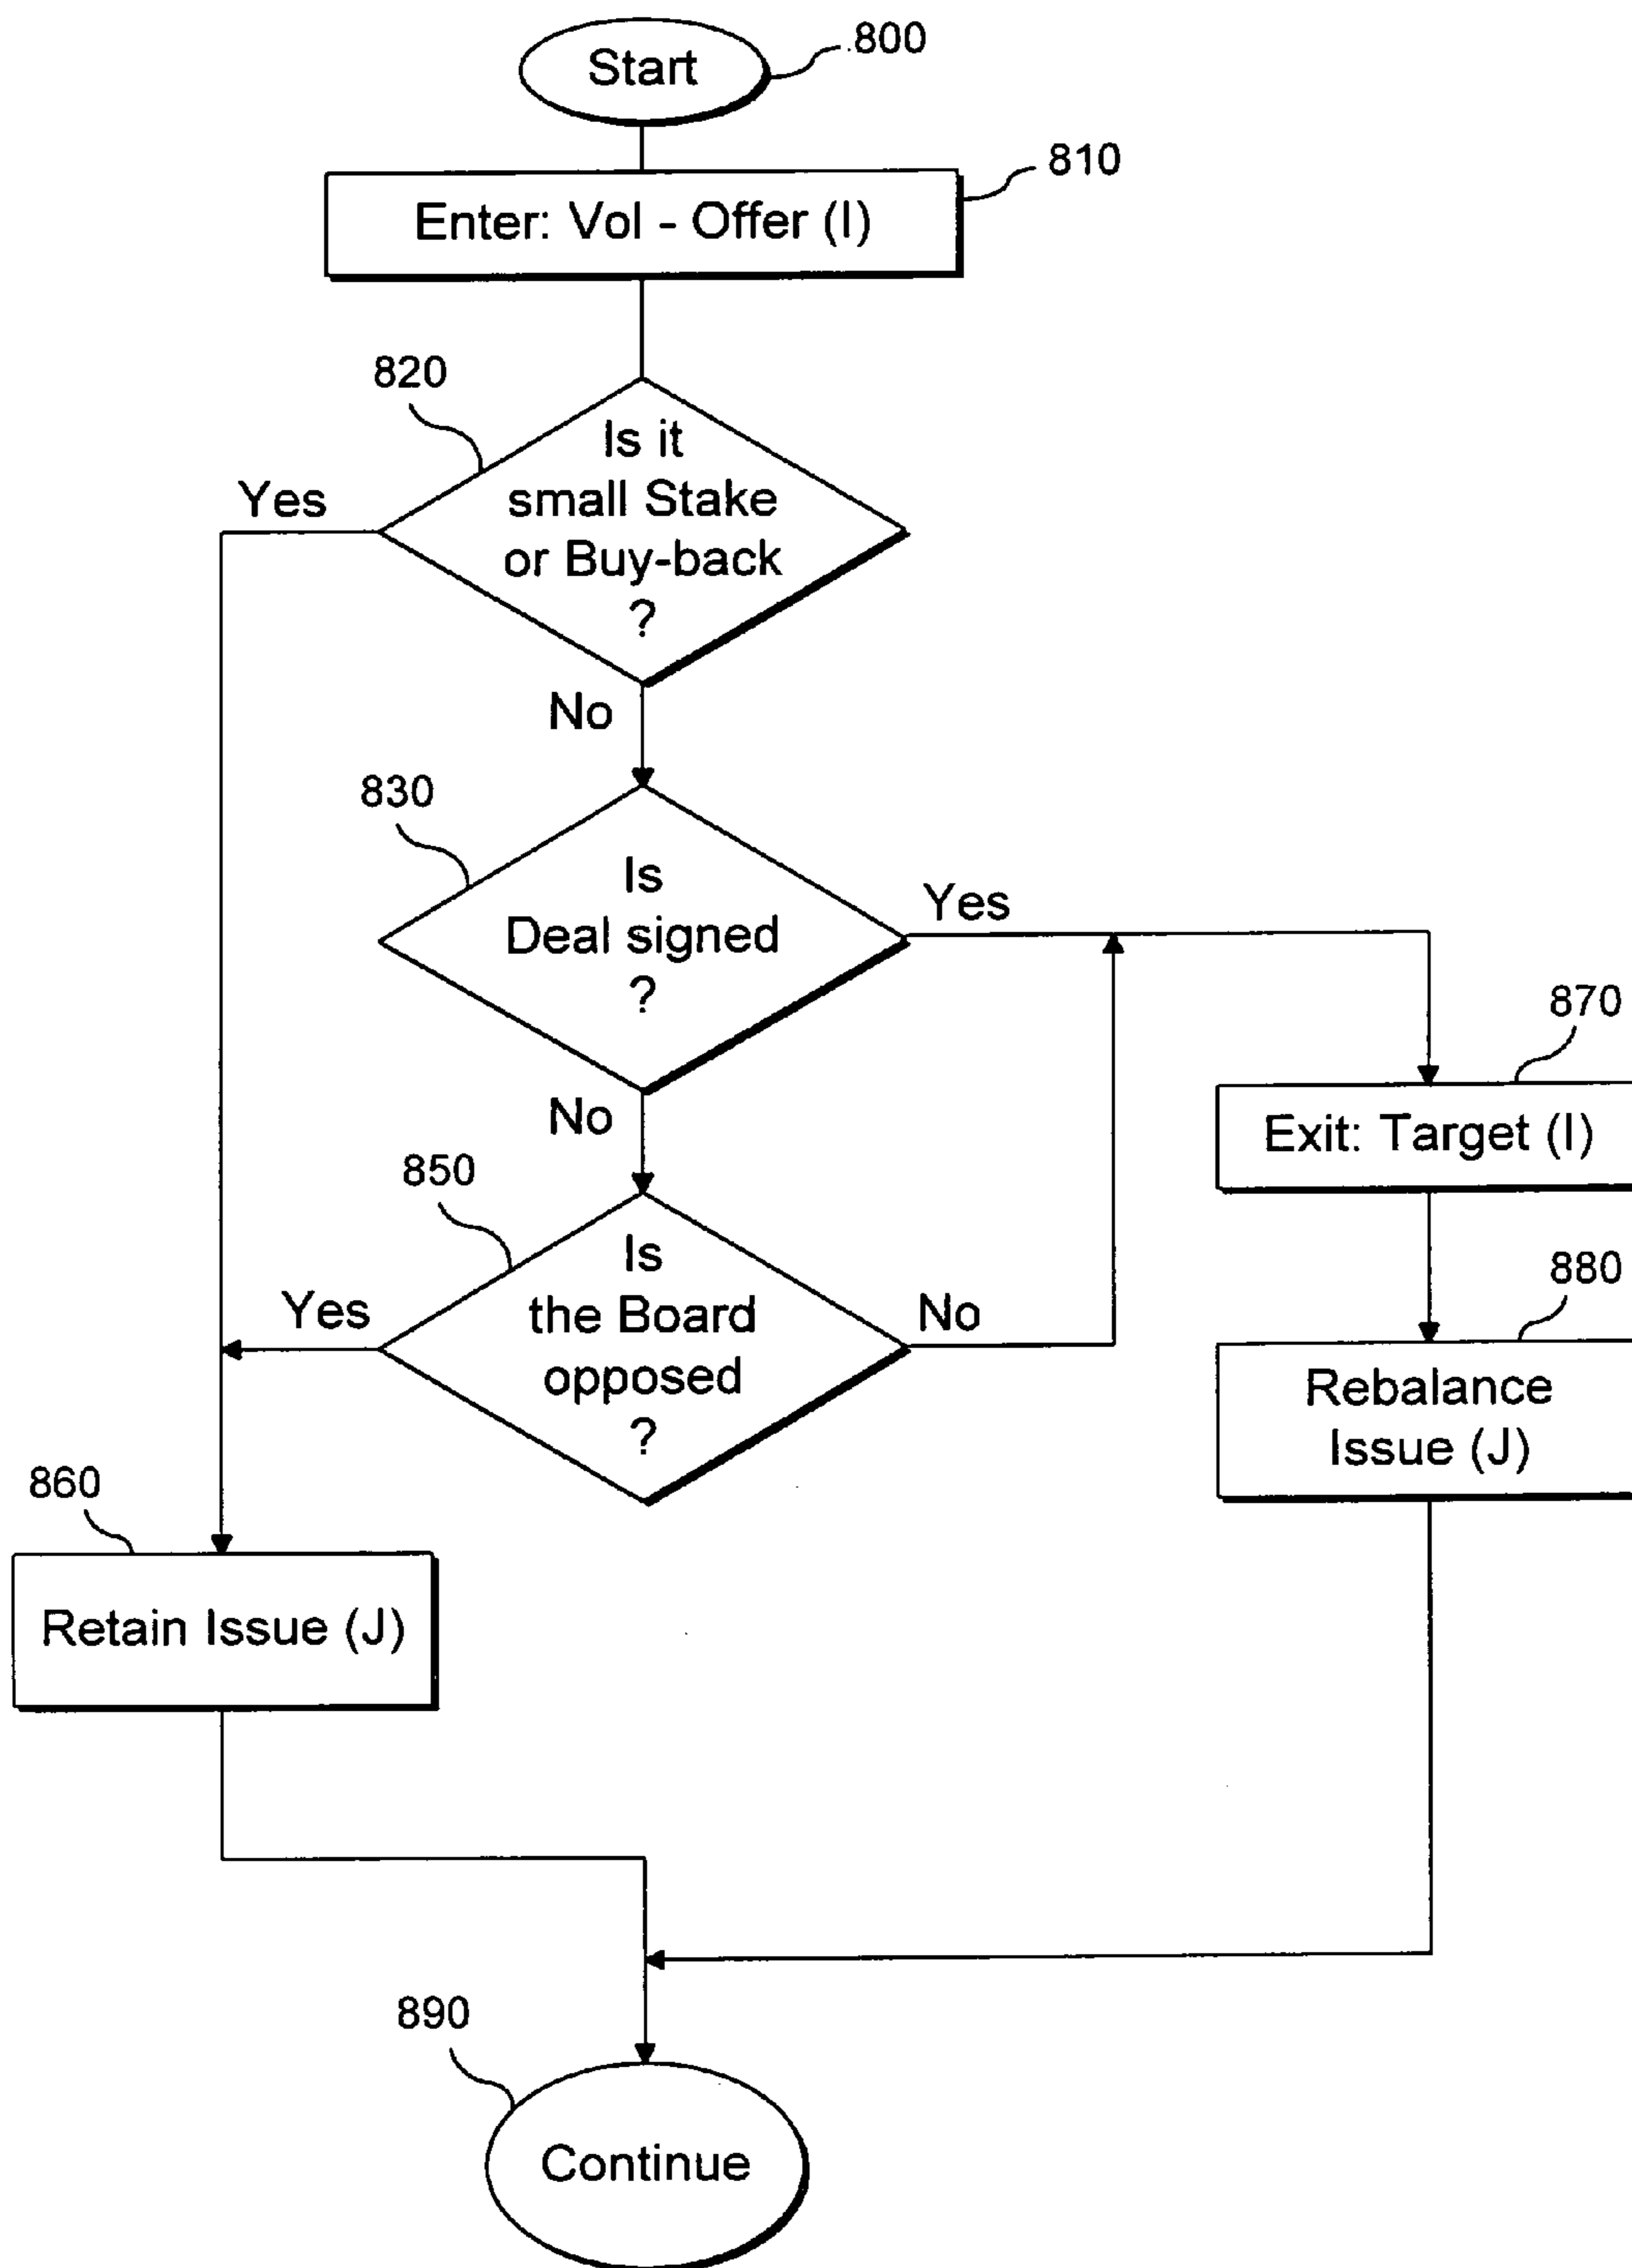 Start
800
810
Enter: Vol - Offer (I)
820
Is it
small Stake
or Buy-back
?
Yes
No
830
Is
Deal signed
?
Yes
No
870
Exit: Target (I)
850
Is
the Board
opposed
?
Yes
No
880
Rebalance
Issue (J)
860
Retain Issue (J)
890
Continue